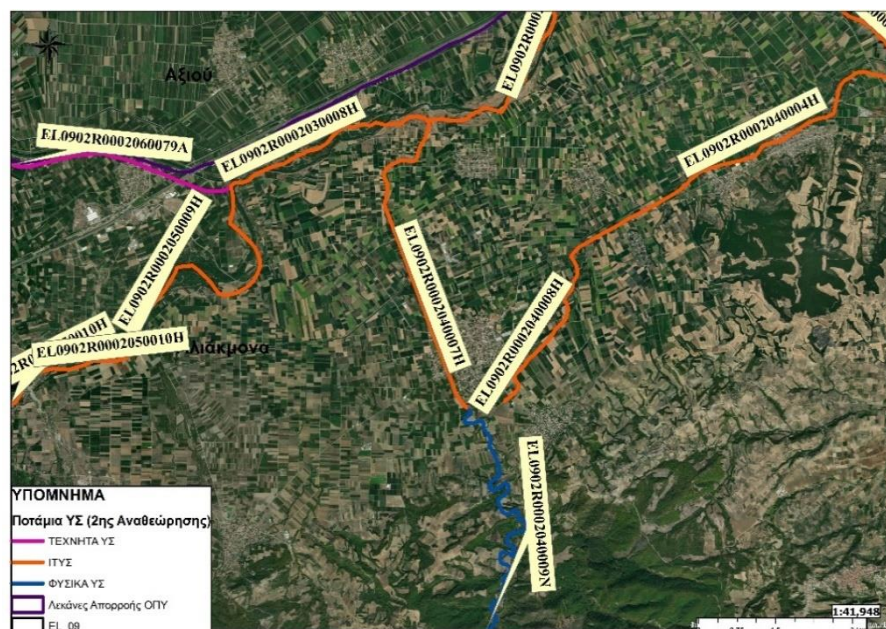 EL0902R000
Αξιού
EL0902R0002060079A
EL0902R0002030008H
EL0902R0002040004H
EL0902R0002050009H
EL0902R0002040007H
EL0902R0002040008H
EL0902R0002050010H
λιάκμονα
EL0902R0002040009N
ΥΠΟΜΝΗΜΑ
Ποτάμια ΥΣ (2ης Αναθεώρησης)
ΤΕΧΝΗΤΑ ΥΣ
ΙΤΥΣ
ΦΥΣΙΚΑ ΥΣ
Λεκάνες Απορροής ΟΠΥ
EL_09
1:41,948